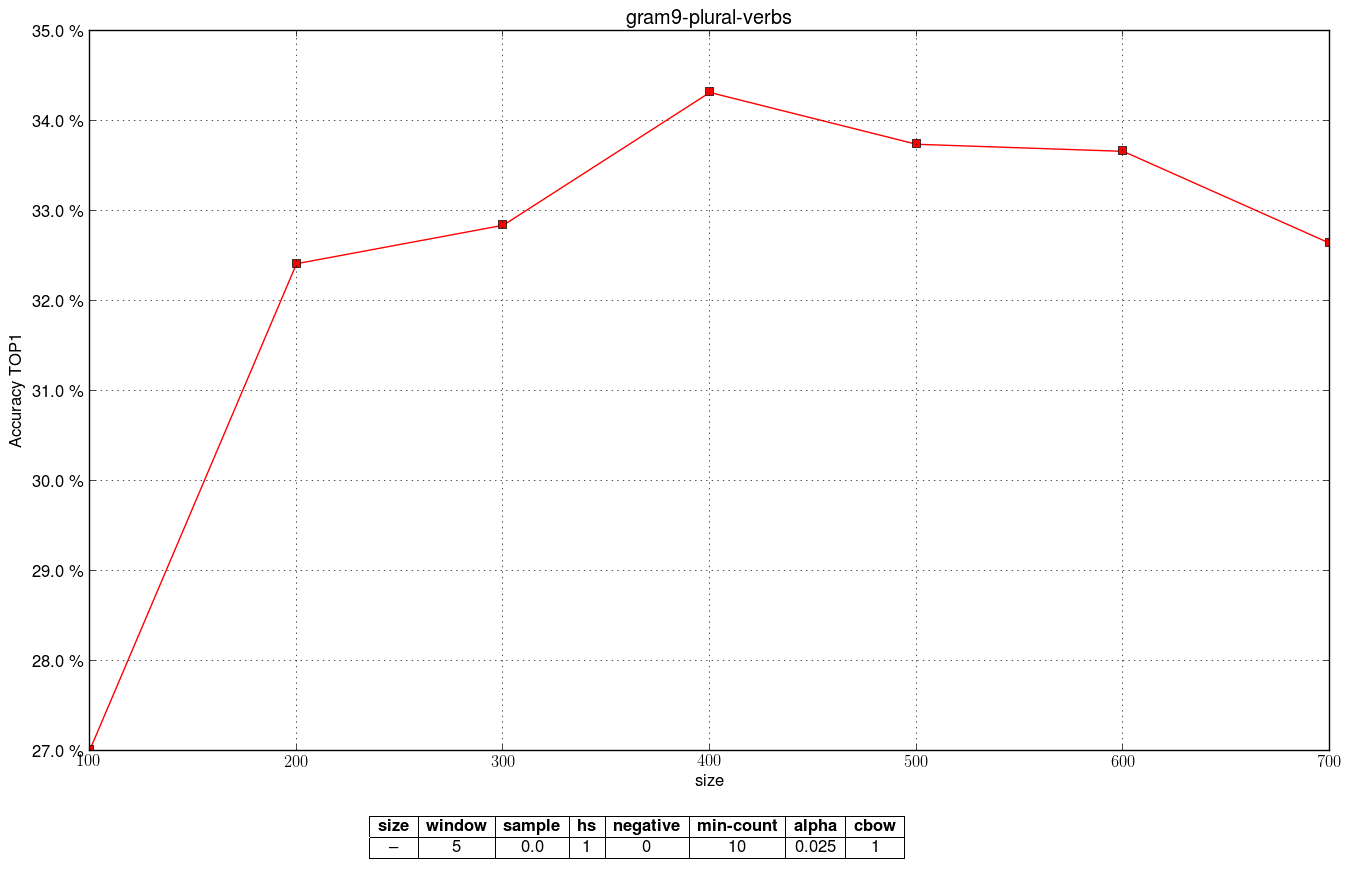 gram9-plural-verbs
35.0 %
34.0 %
33.0 %
32.0 %
31.0 %
30.0 %
29.0 %
28.0 %
27.0 %
Accuracy TOP1
100 200 300 400 500 600 700
size
size window sample hs negative min-count alpha cbow
– 5 0.0 1 0 10 0.025 1